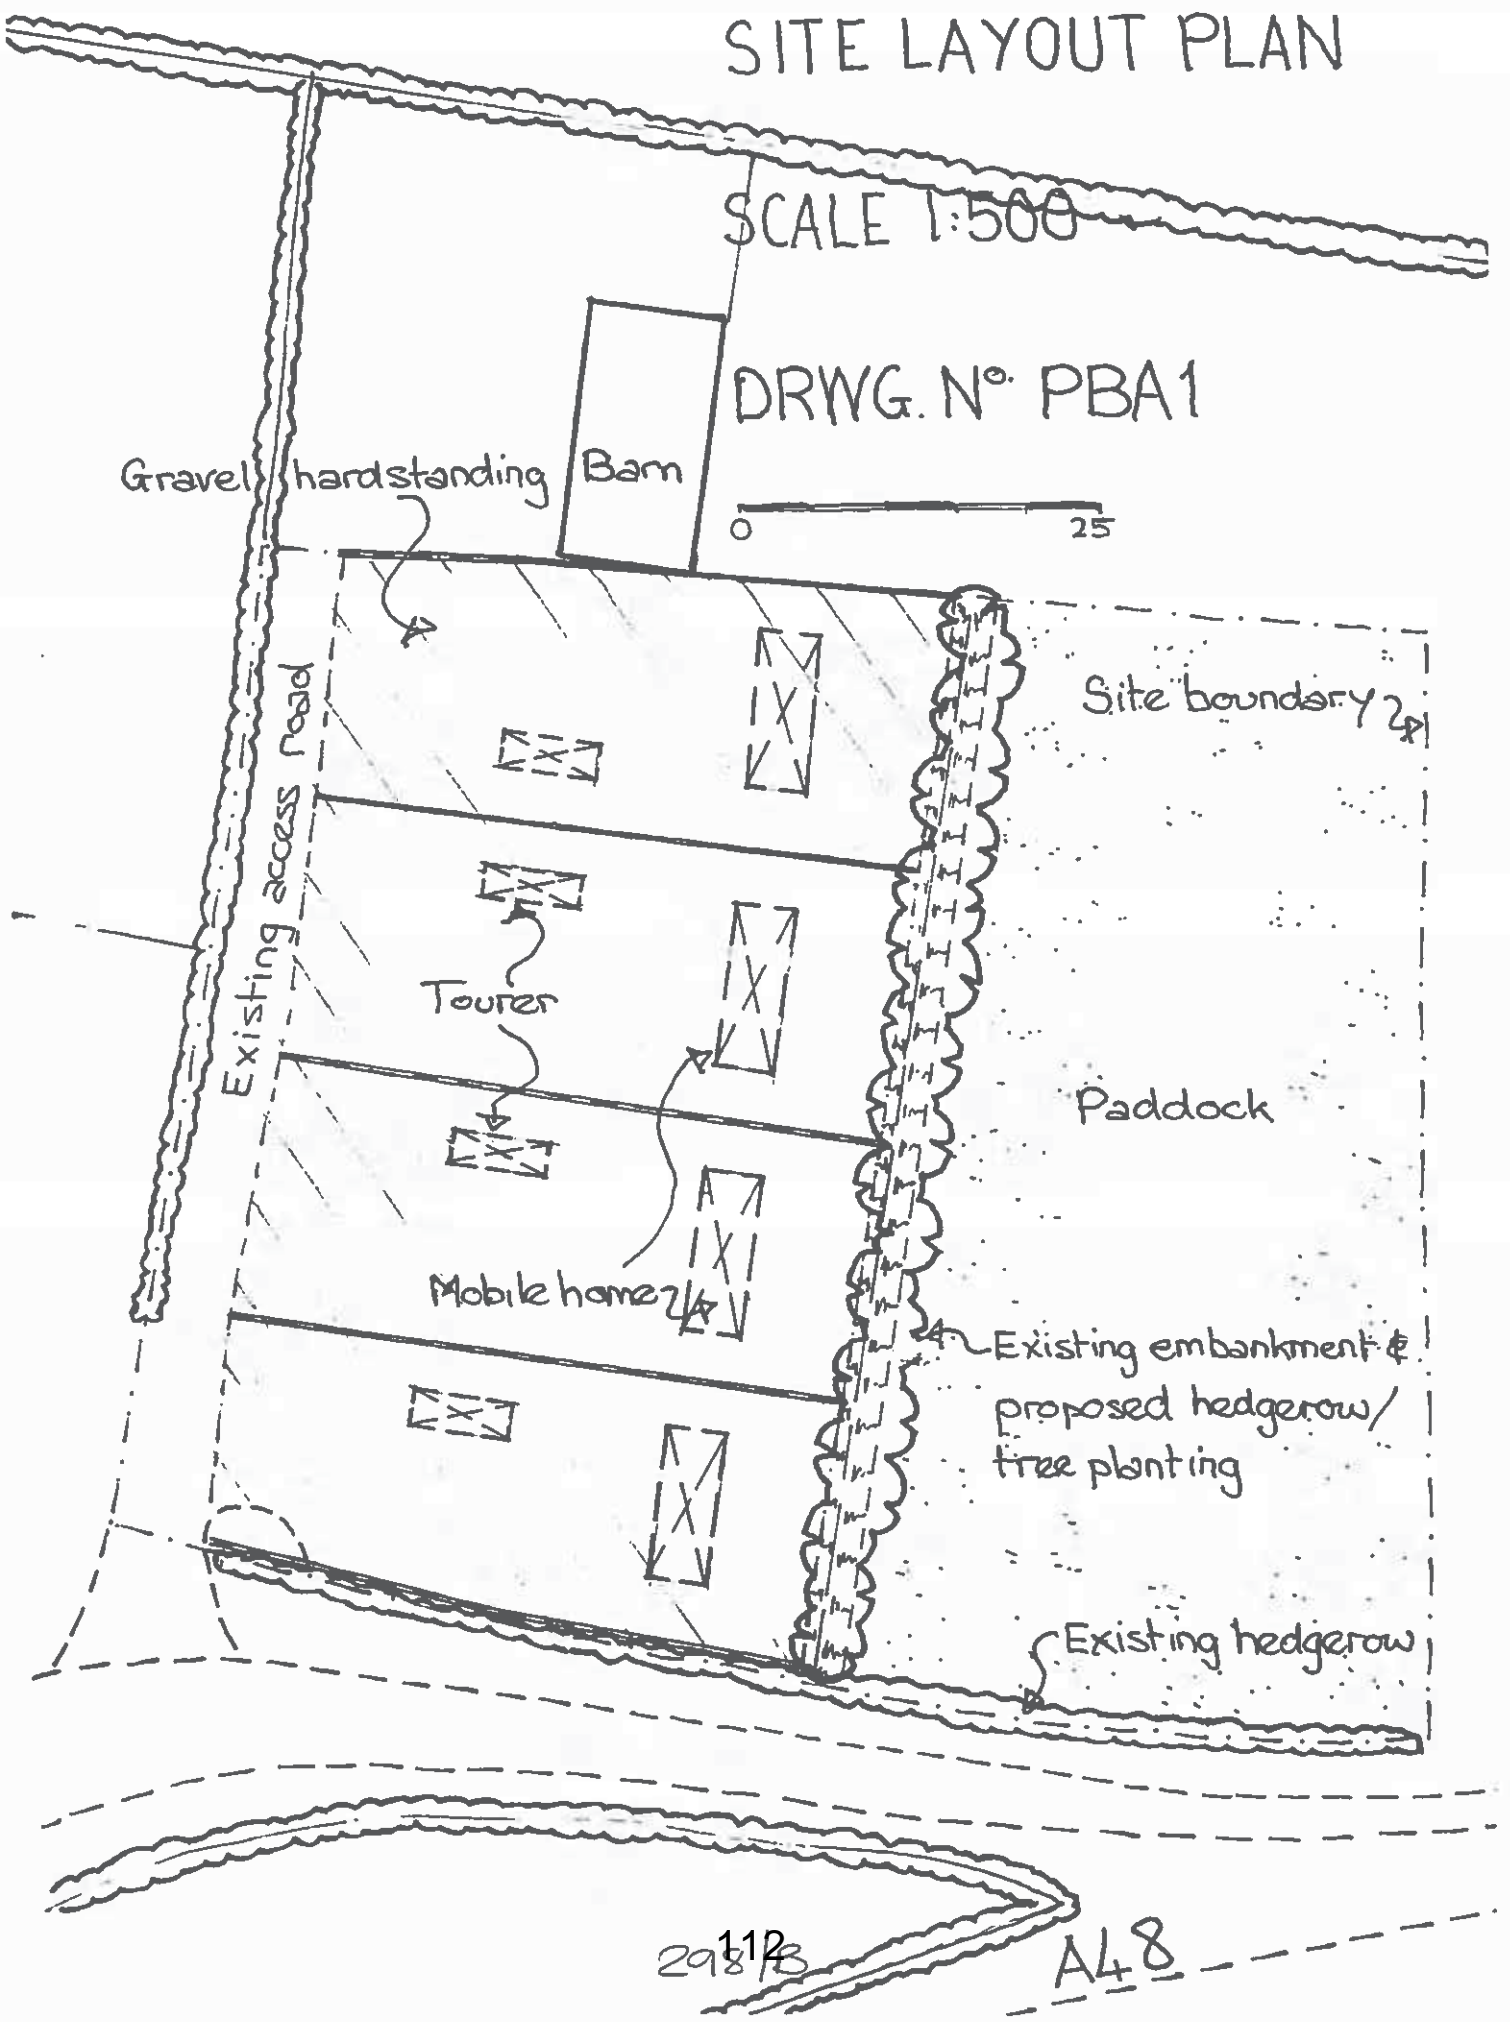 SITE LAYOUT PLAN
SCALE 1:500
DRWG. Nº. PBA1
0 25
Gravel hardstanding
Barn
Existing access road
Site boundary
Tourer
Paddock
Mobile home
Existing embankment &
proposed hedgerow/
tree planting
Existing hedgerow
112
A48